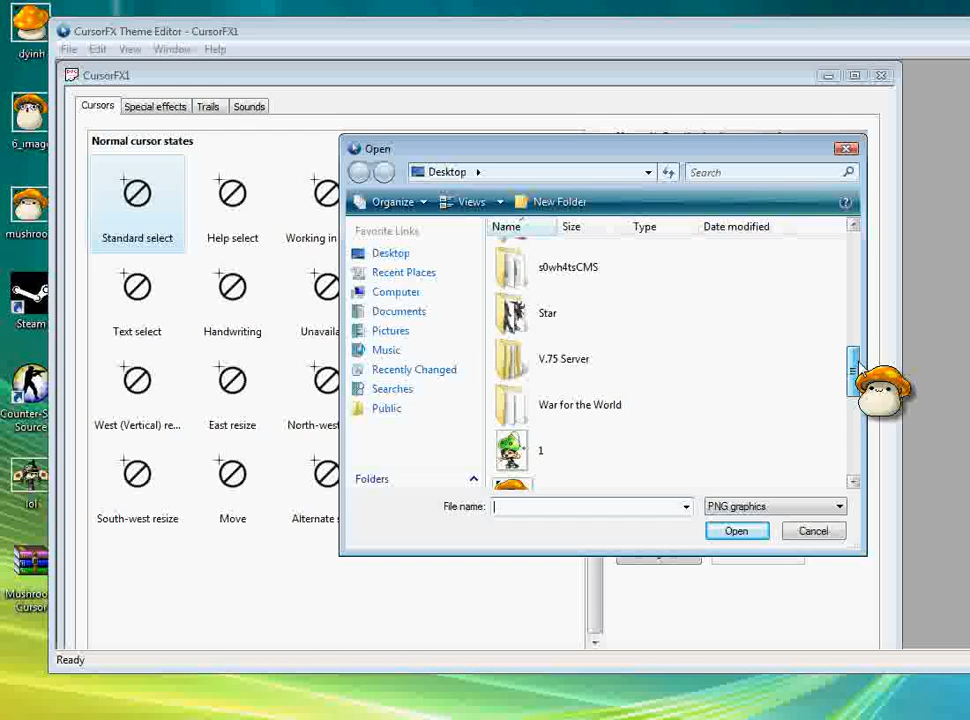 CursorFX Theme Editor - CursorFX1
File Edit View Window Help
CursorFX1
Cursors Special effects Trails Sounds
Normal cursor states
Standard select Help select Working in
Text select Handwriting Unavaila
West (Vertical) re... East resize North-west
South-west resize Move Alternate s
Open
Desktop
Search
Organize Views New Folder
Favorite Links
Desktop
Recent Places
Computer
Documents
Pictures
Music
Recently Changed
Searches
Public
Folders
Name Size Type Date modified
s0wh4tsCMS
Star
V.75 Server
War for the World
1
File name: PNG graphics
Open Cancel
Ready
dyinh
6_imag
mushroo
Steam
Counter-S
Source
lol
Mushroo
Cursor